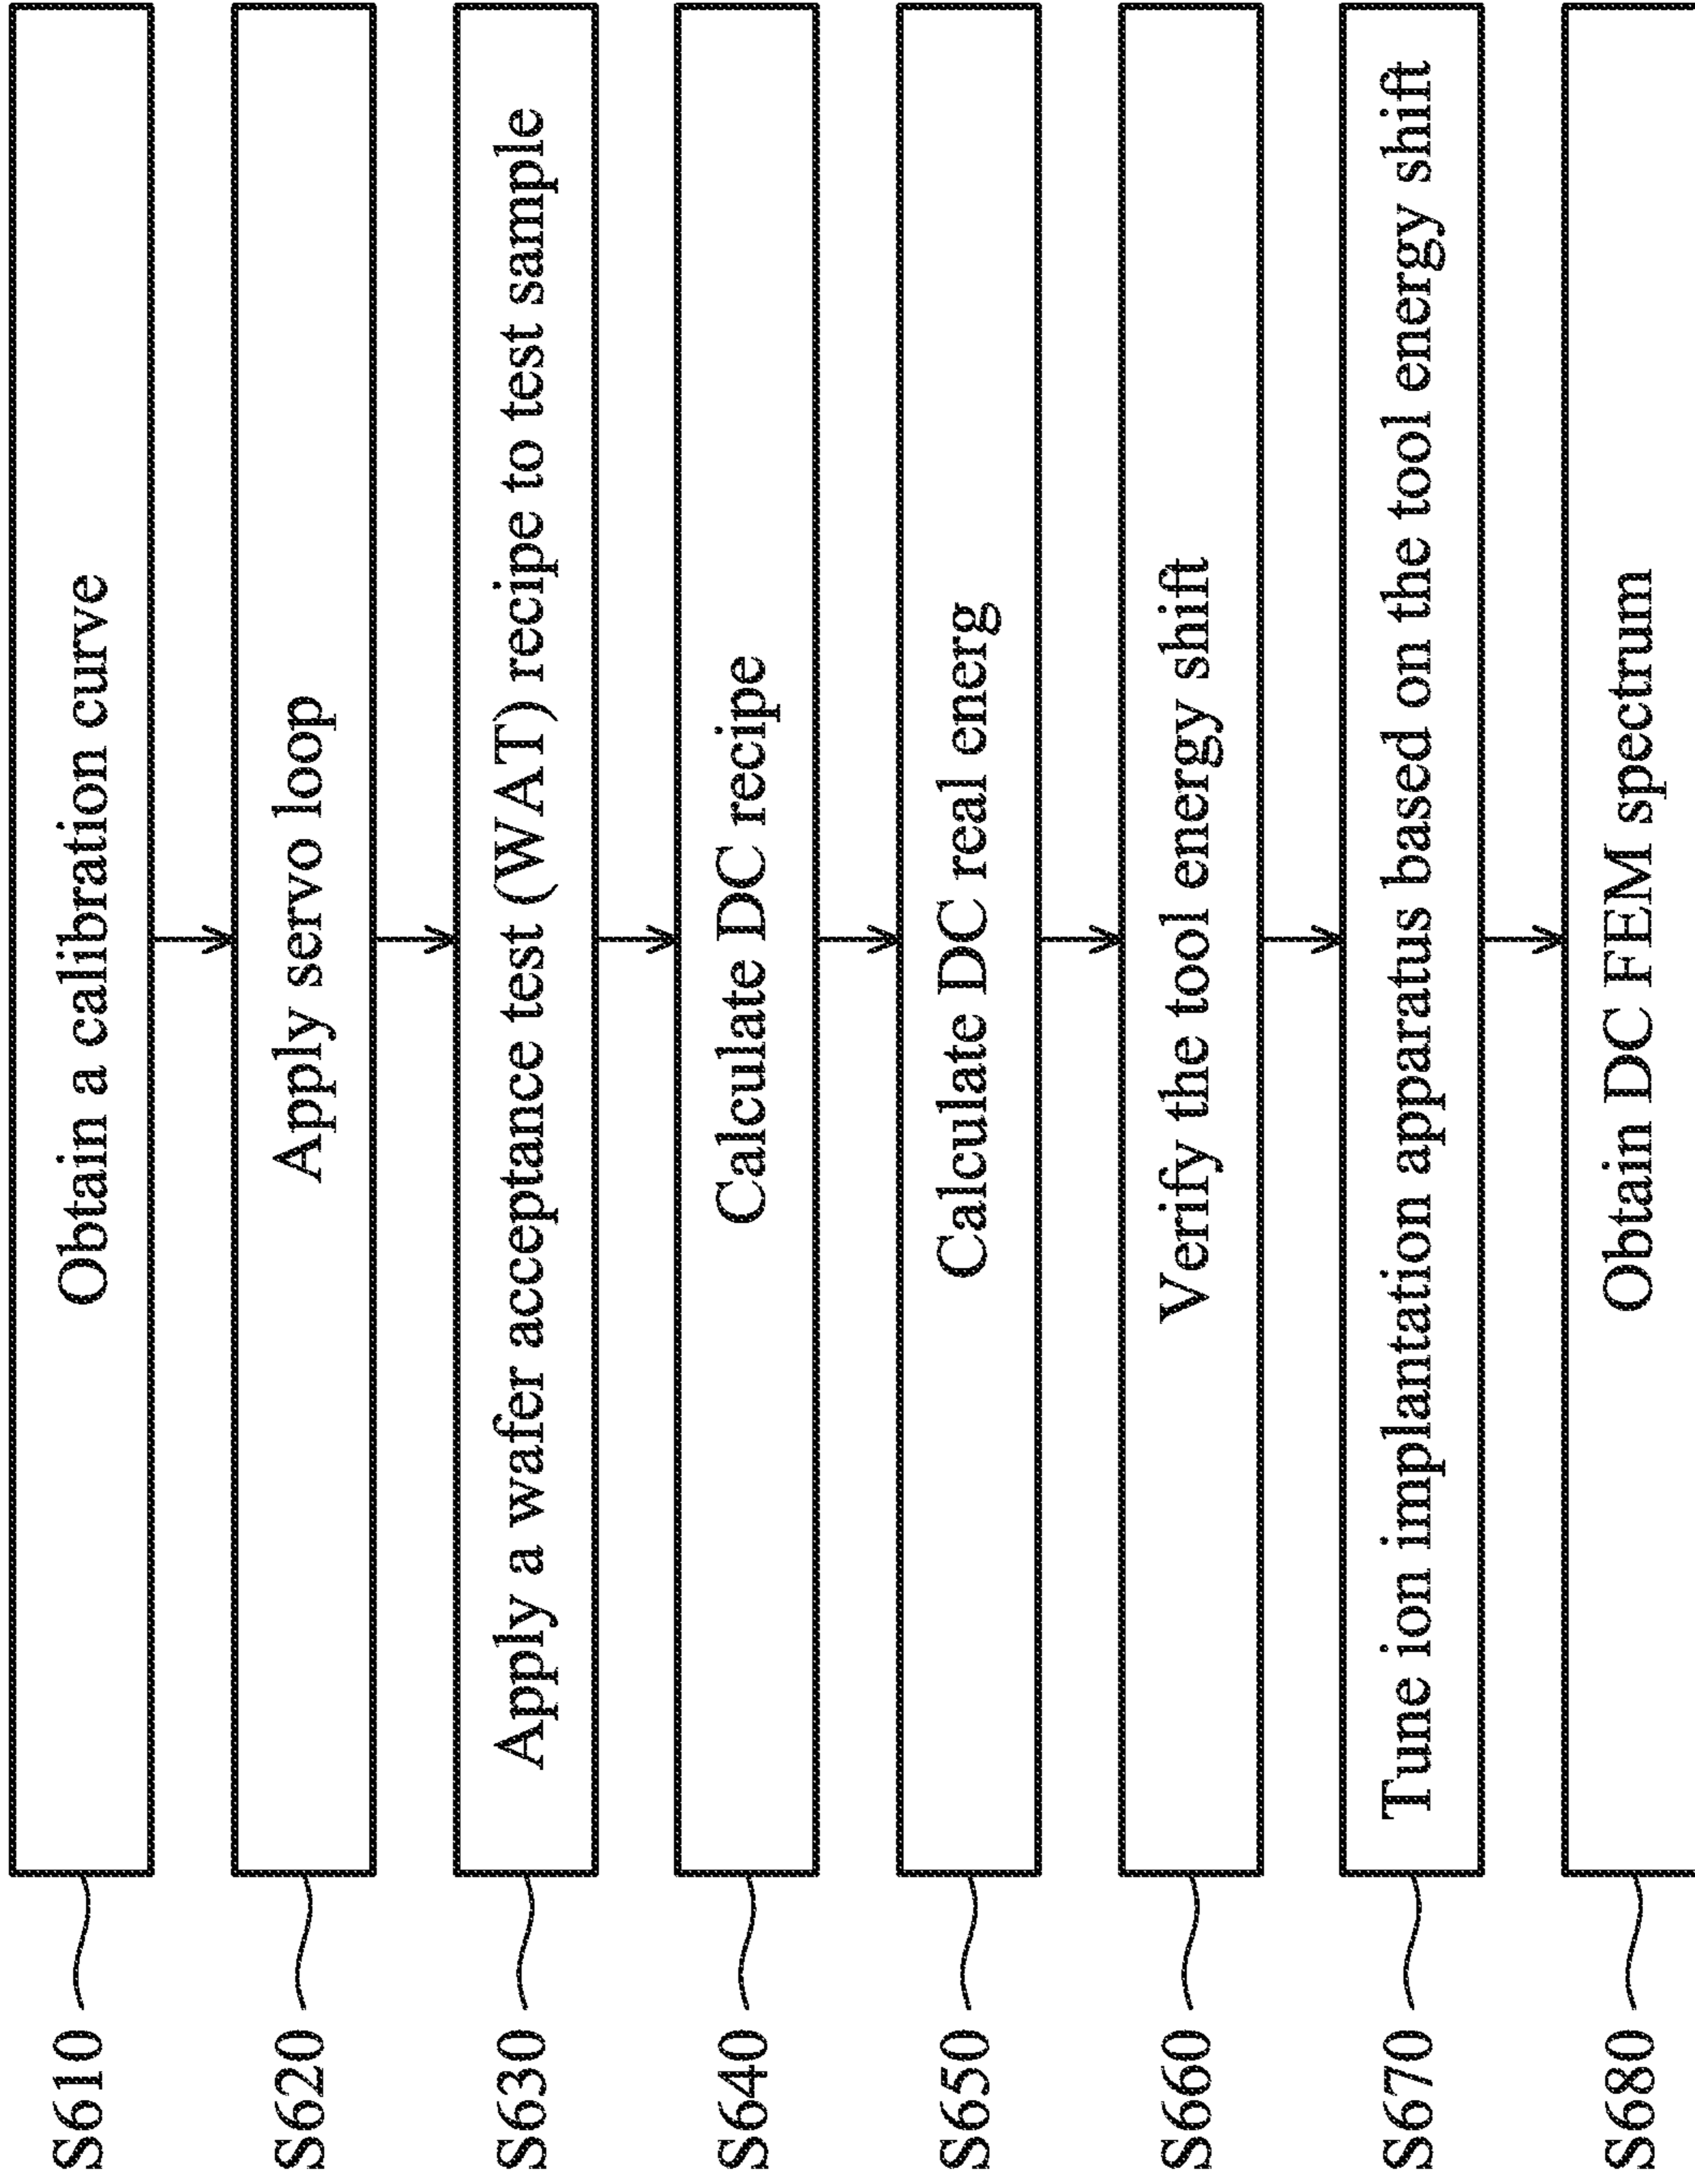 S610
Obtain a calibration curve
S620
Apply servo loop
S630
Apply a wafer acceptance test (WAT) recipe to test sample
S640
Calculate DC recipe
S650
Calculate DC real energ
S660
Verify the tool energy shift
S670
Tune ion implantation apparatus based on the tool energy shift
S680
Obtain DC FEM spectrum